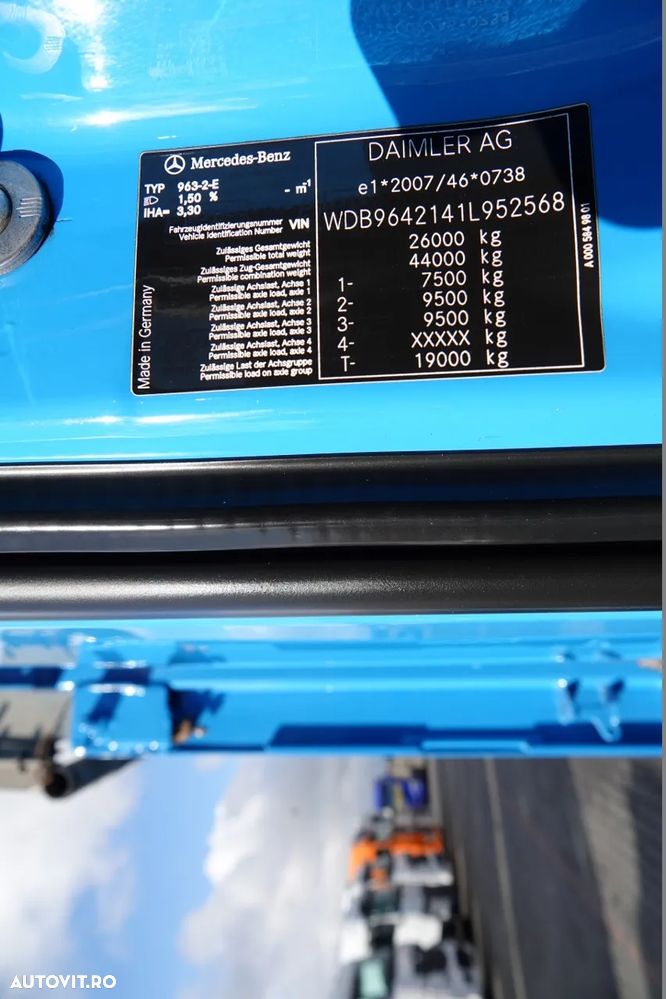 Mercedes-Benz
TYP 963-2-E - m⁻¹
1,50 %
IHA= 3,30
Fahrzeugidentifizierungsnummer
Vehicle Identification Number VIN
Zulässiges Gesamtgewicht
Permissible total weight
Zulässiges Zug-Gesamtgewicht
Permissible combination weight
Zulässige Achslast, Achse 1
Permissible axle load, axle 1
Zulässige Achslast, Achse 2
Permissible axle load, axle 2
Zulässige Achslast, Achse 3
Permissible axle load, axle 3
Zulässige Achslast, Achse 4
Permissible axle load, axle 4
Zulässige Last der Achsgruppe
Permissible load on axle group
Made in Germany
DAIMLER AG
e1*2007/46*0738
WDB9642141L952568
26000 kg
44000 kg
1- 7500 kg
2- 9500 kg
3- 9500 kg
4- XXXXX kg
T- 19000 kg
A 000 584 98 01
AUTOVIT.RO